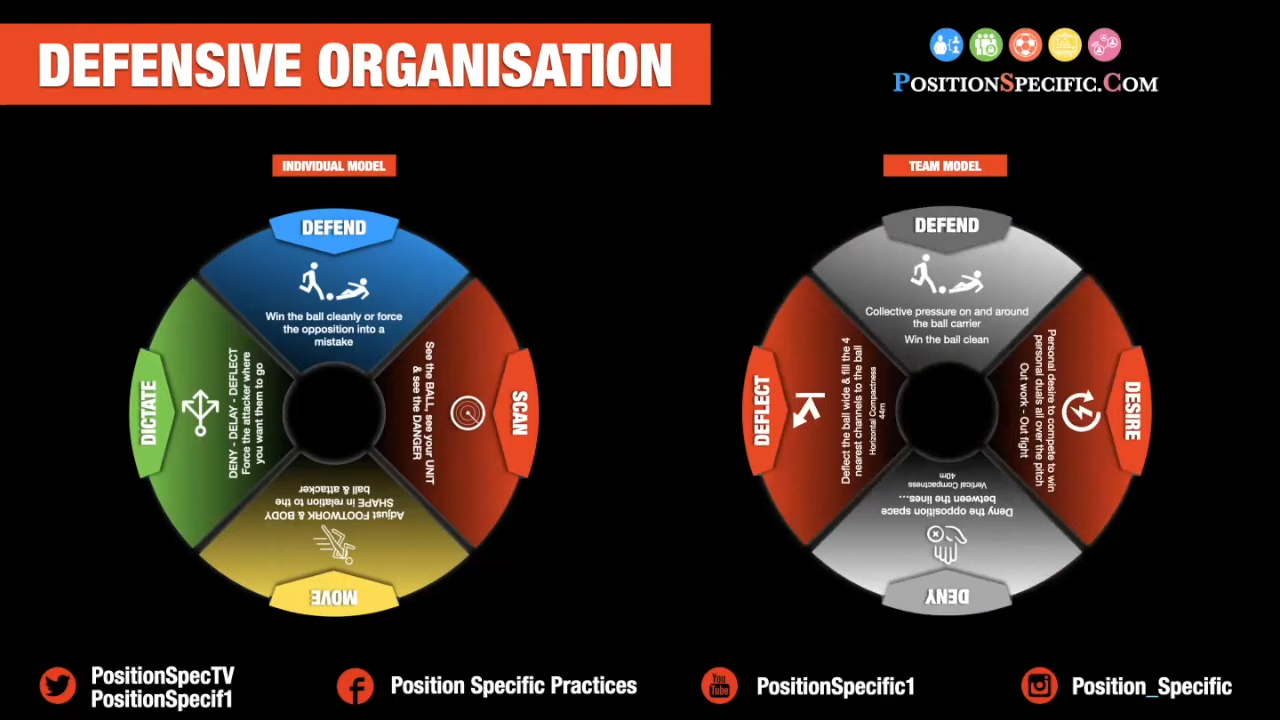 DEFENSIVE ORGANISATION
POSITIONSPECIFIC.COM
INDIVIDUAL MODEL
DEFEND
Win the ball cleanly or force
the opposition into a
mistake
SCAN
See the BALL, see your UNIT
& see the DANGER
MOVE
Adjust FOOTWORK & BODY
SHAPE in relation to the
ball & attacker
DICTATE
DENY - DELAY - DEFLECT
Force the attacker where
you want them to go
TEAM MODEL
DEFEND
Collective pressure on and around
the ball carrier
Win the ball clean
DESIRE
Personal desire to compete to win
personal duals all over the pitch
Out work - Out fight
DENY
Deny the opposition space
between the lines...
Vertical Compactness
40m
DEFLECT
Deflect the ball wide & fill the 4
nearest channels to the ball
Horizontal Compactness
44m
PositionSpecTV
PositionSpecif1
Position Specific Practices
You
Tube
PositionSpecific1
Position_Specific